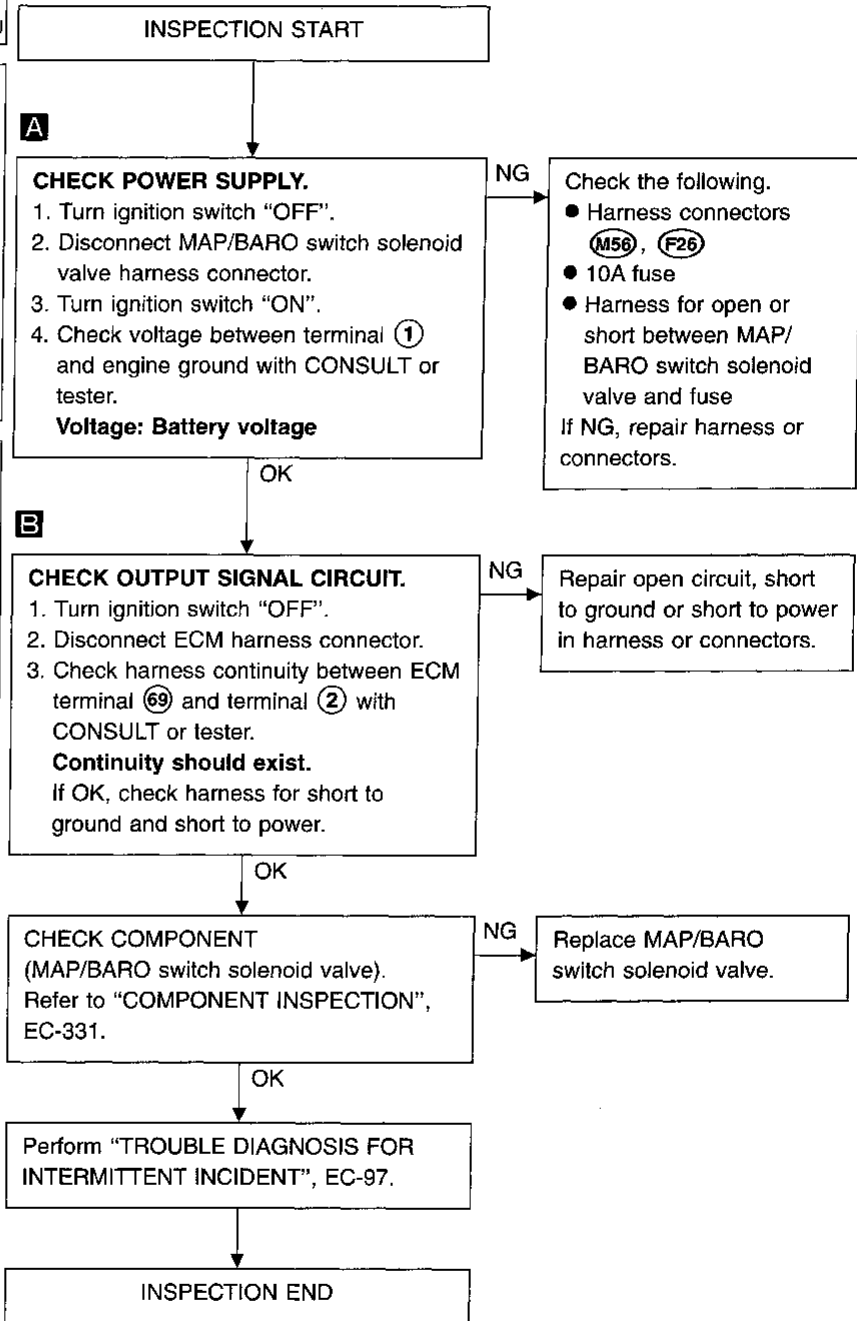 INSPECTION START
A
CHECK POWER SUPPLY.
1. Turn ignition switch “OFF”.
2. Disconnect MAP/BARO switch solenoid
valve harness connector.
3. Turn ignition switch “ON”.
4. Check voltage between terminal ①
and engine ground with CONSULT or
tester.
Voltage: Battery voltage
NG
Check the following.
● Harness connectors
M56, F26
● 10A fuse
● Harness for open or
short between MAP/
BARO switch solenoid
valve and fuse
If NG, repair harness or
connectors.
OK
B
CHECK OUTPUT SIGNAL CIRCUIT.
1. Turn ignition switch “OFF”.
2. Disconnect ECM harness connector.
3. Check harness continuity between ECM
terminal 69 and terminal ② with
CONSULT or tester.
Continuity should exist.
If OK, check harness for short to
ground and short to power.
NG
Repair open circuit, short
to ground or short to power
in harness or connectors.
OK
CHECK COMPONENT
(MAP/BARO switch solenoid valve).
Refer to “COMPONENT INSPECTION”,
EC-331.
NG
Replace MAP/BARO
switch solenoid valve.
OK
Perform “TROUBLE DIAGNOSIS FOR
INTERMITTENT INCIDENT”, EC-97.
INSPECTION END